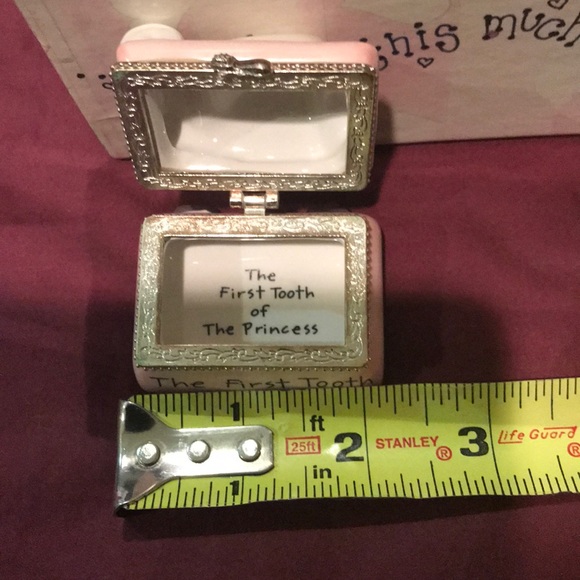 this much
The
First Tooth
of
The Princess
The First Tooth
1 ft 25ft 2 STANLEY® 3 Life Guard®
in
1